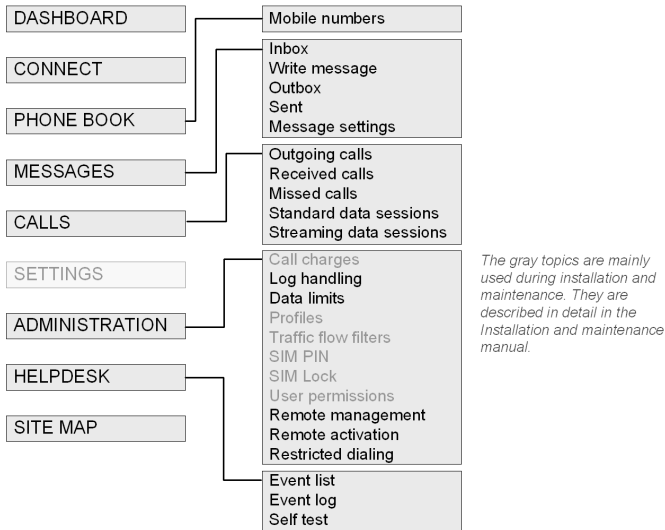 DASHBOARD
CONNECT
PHONE BOOK
MESSAGES
CALLS
SETTINGS
ADMINISTRATION
HELPDESK
SITE MAP
Mobile numbers
Inbox
Write message
Outbox
Sent
Message settings
Outgoing calls
Received calls
Missed calls
Standard data sessions
Streaming data sessions
Call charges
Log handling
Data limits
Profiles
Traffic flow filters
SIM PIN
SIM Lock
User permissions
Remote management
Remote activation
Restricted dialing
Event list
Event log
Self test
The gray topics are mainly
used during installation and
maintenance. They are
described in detail in the
Installation and maintenance
manual.